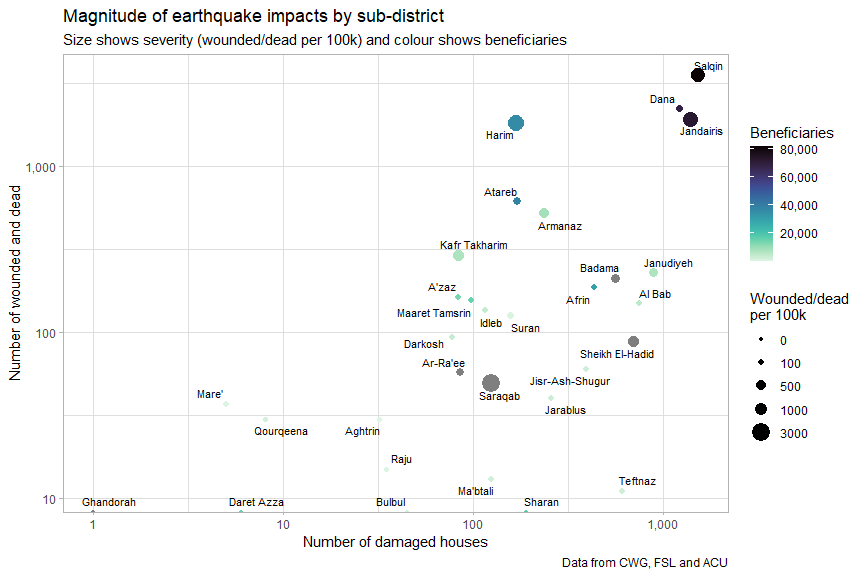 Magnitude of earthquake impacts by sub-district
Size shows severity (wounded/dead per 100k) and colour shows beneficiaries
Number of wounded and dead
1,000
100
10
Salqin
Dana
Jandairis
Harim
Atareb
Armanaz
Kafr Takharim
Badama
Janudiyeh
A'zaz
Afrin
Al Bab
Maaret Tamsrin
Idleb
Suran
Darkosh
Sheikh El-Hadid
Ar-Ra'ee
Jisr-Ash-Shugur
Saraqab
Mare'
Jarablus
Qourqeena
Aghtrin
Raju
Ma'btali
Teftnaz
Ghandorah
Daret Azza
Bulbul
Sharan
1
10
100
1,000
Number of damaged houses
Beneficiaries
80,000
60,000
40,000
20,000
Wounded/dead
per 100k
0
100
500
1000
3000
Data from CWG, FSL and ACU